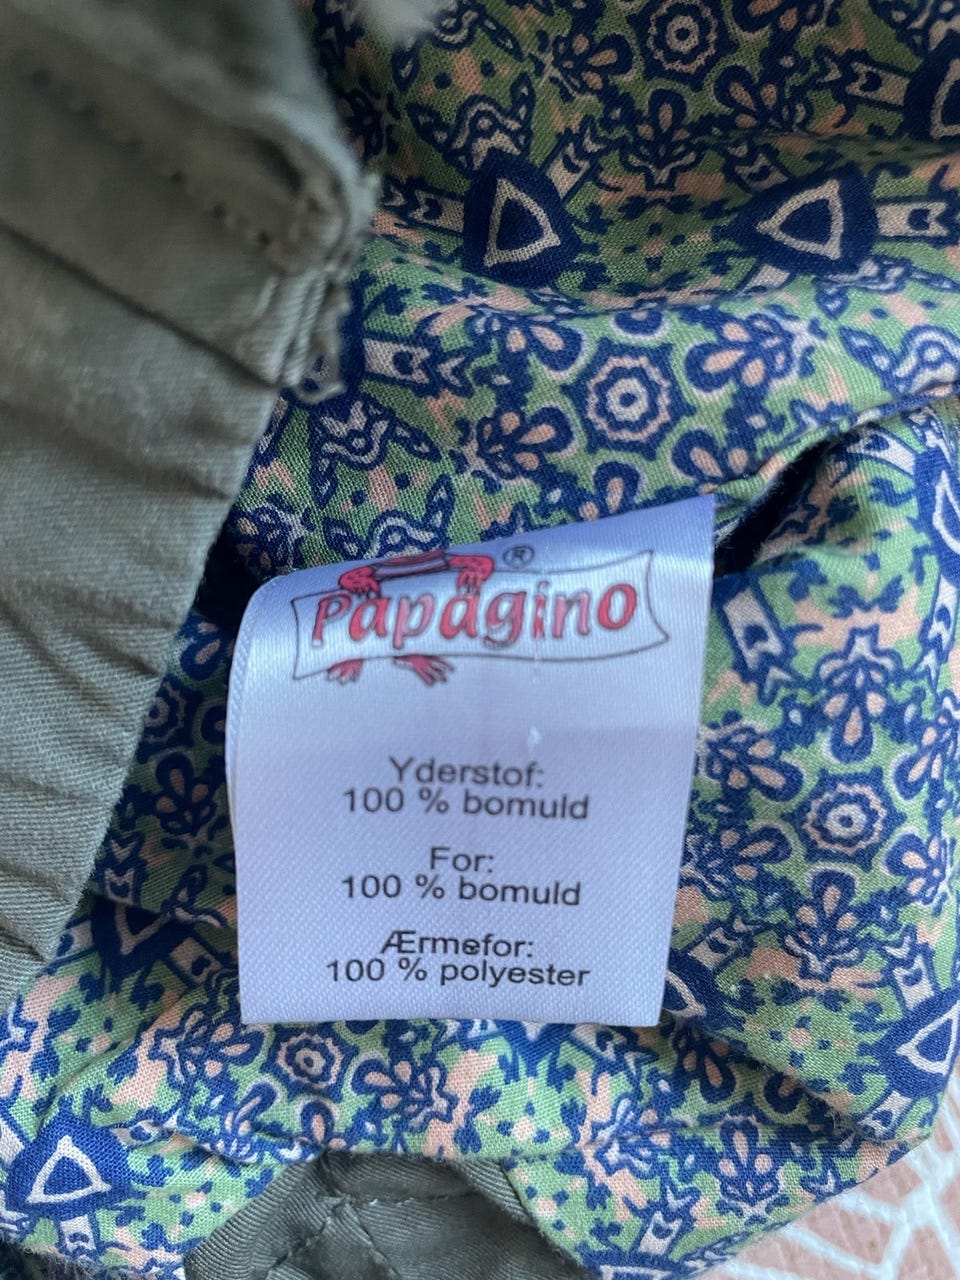 Papagino ®
Yderstof:
100 % bomuld
For:
100 % bomuld
Ærmefor:
100 % polyester